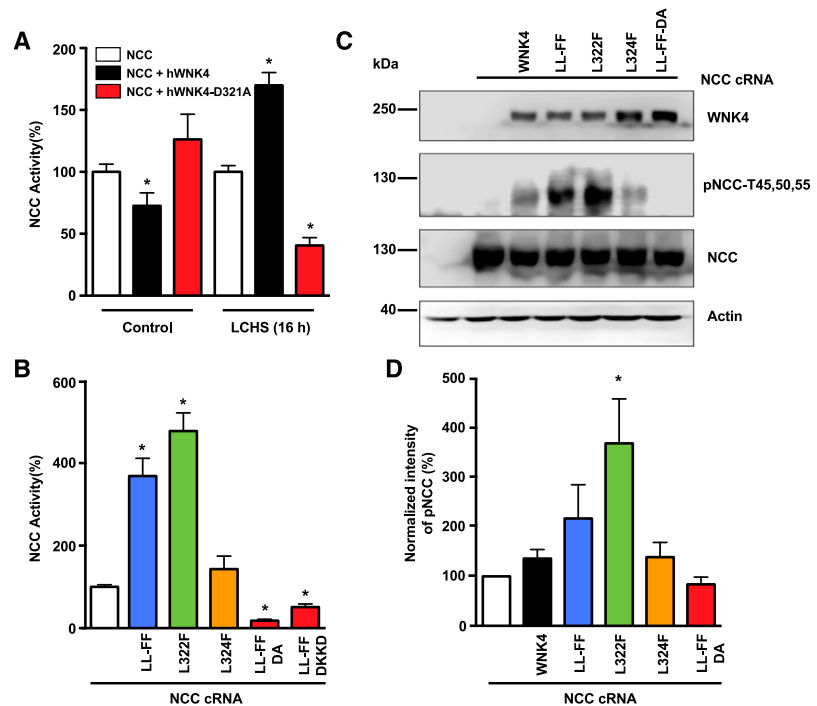 A
NCC Activity(%)
200
150
100
50
0
NCC
NCC + hWNK4
NCC + hWNK4-D321A
*
*
*
Control
LCHS (16 h)
B
NCC Activity(%)
600
400
200
0
*
*
*
*
LL-FF
L322F
L324F
LL-FF
DA
LL-FF
DKKD
NCC cRNA
C
kDa
WNK4
LL-FF
L322F
L324F
LL-FF-DA
NCC cRNA
250
WNK4
130
pNCC-T45,50,55
130
NCC
40
Actin
D
Normalized intensity
of pNCC (%)
500
400
300
200
100
0
*
WNK4
LL-FF
L322F
L324F
LL-FF
DA
NCC cRNA